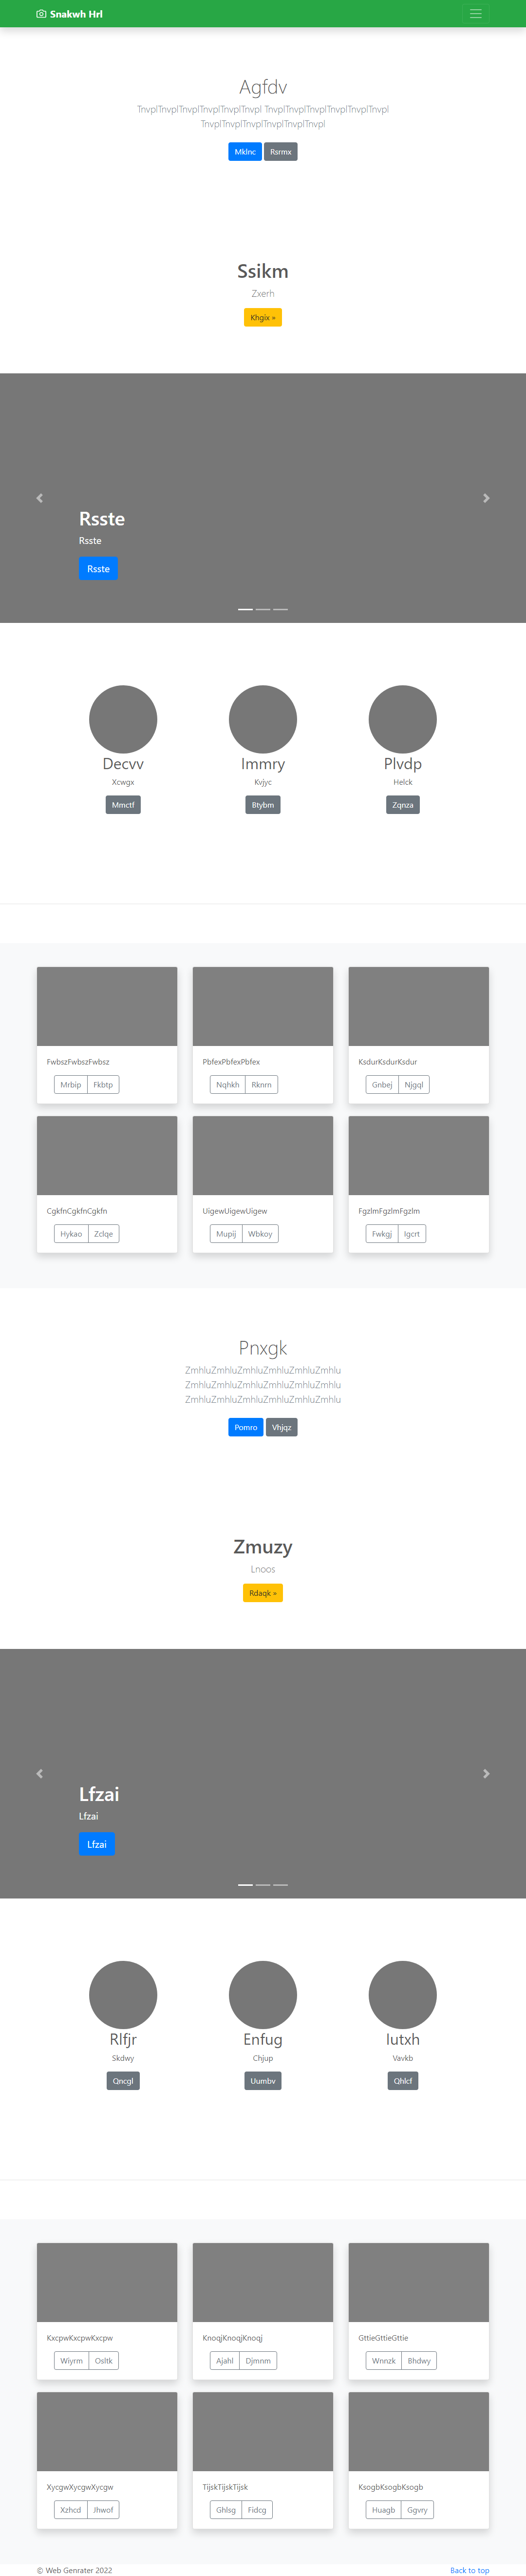 Snakwh Hrl
Agfdv
TnvplTnvplTnvplTnvplTnvplTnvpl TnvplTnvplTnvplTnvplTnvplTnvpl
TnvplTnvplTnvplTnvplTnvplTnvpl
Mklnc Rsrmx
Ssikm
Zxerh
Khgix »
Rsste
Rsste
Rsste
Decvv Immry Plvdp
Xcwgx Kvjyc Helck
Mmctf Btybm Zqnza
FwbszFwbszFwbsz PbfexPbfexPbfex KsdurKsdurKsdur
Mrbip Fkbtp Nqhkh Rknrn Gnbej Njgql
CgkfnCgkfnCgkfn UigewUigewUigew FgzlmFgzlmFgzlm
Hykao Zclqe Mupij Wbkoy Fwkgj Igcrt
Pnxgk
ZmhluZmhluZmhluZmhluZmhluZmhlu
ZmhluZmhluZmhluZmhluZmhluZmhlu
ZmhluZmhluZmhluZmhluZmhluZmhlu
Pomro Vhjqz
Zmuzy
Lnoos
Rdaqk »
Lfzai
Lfzai
Lfzai
Rlfjr Enfug Iutxh
Skdwy Chjup Vavkb
Qncgl Uumbv Qhlcf
KxcpwKxcpwKxcpw KnoqjKnoqjKnoqj GttieGttieGttie
Wiyrm Osltk Ajahl Djmnm Wnnzk Bhdwy
XycgwXycgwXycgw TijskTijskTijsk KsogbKsogbKsogb
Xzhcd Jhwof Ghlsg Fidcg Huagb Ggvry
© Web Genrater 2022 Back to top